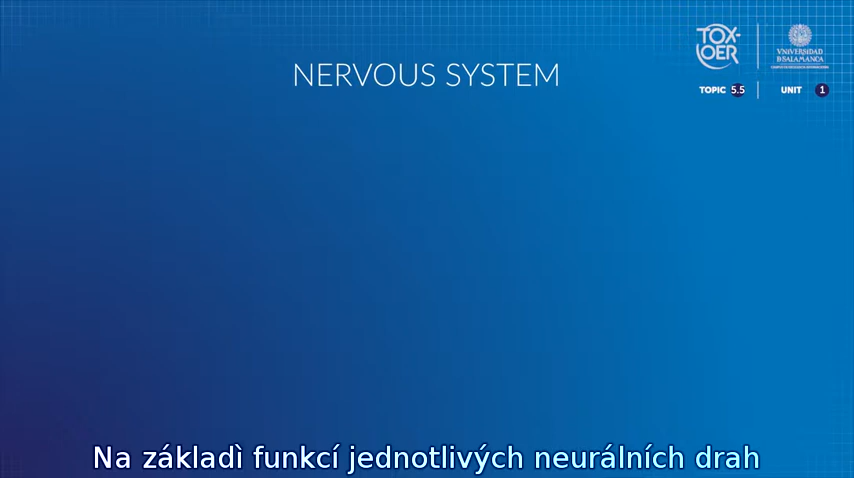 TOX-
OER
VNIVERSIDAD
D SALAMANCA
NERVOUS SYSTEM
TOPIC 5.5 UNIT 1
Na základì funkcí jednotlivých neurálních drah